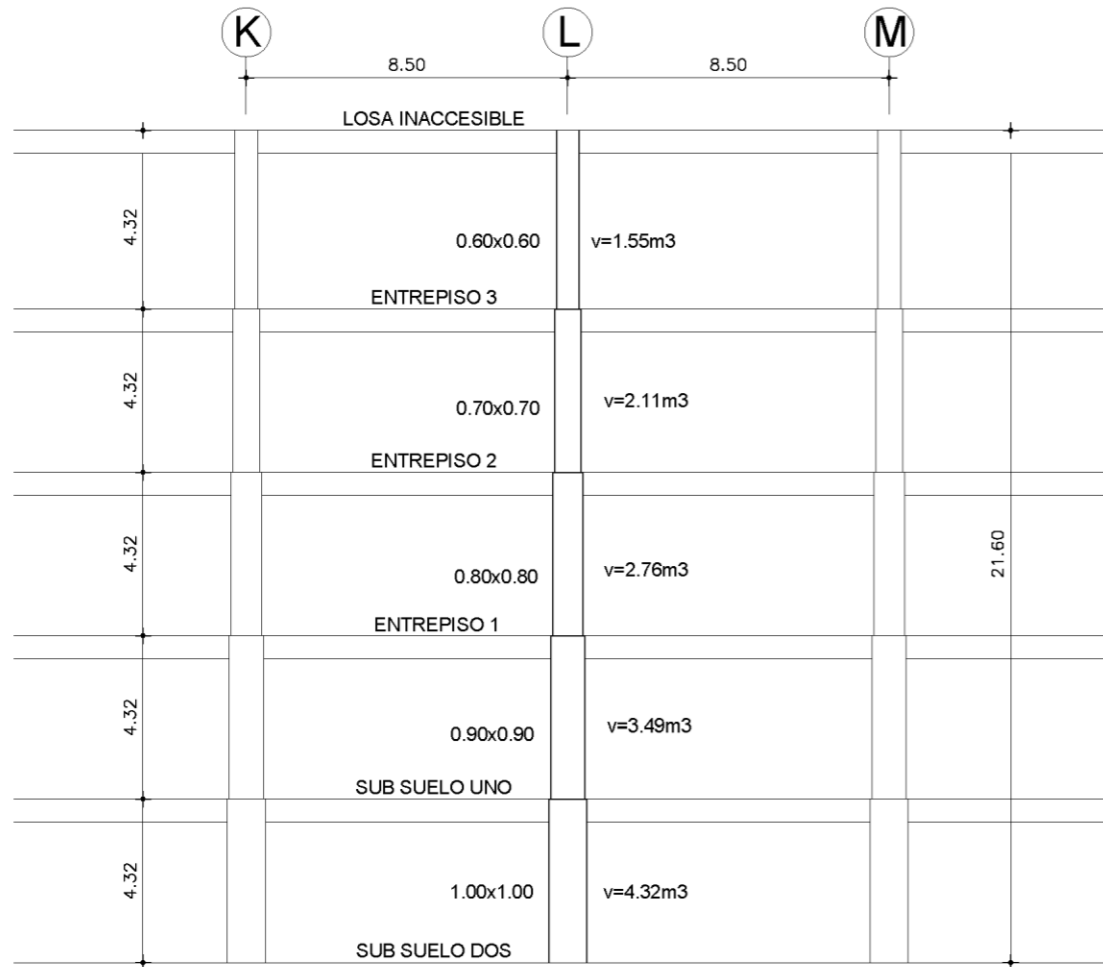 K L M
8.50 8.50
LOSA INACCESIBLE
4.32
0.60x0.60 v=1.55m3
ENTREPISO 3
4.32
0.70x0.70 v=2.11m3
ENTREPISO 2
4.32
0.80x0.80 v=2.76m3
21.60
ENTREPISO 1
4.32
0.90x0.90 v=3.49m3
SUB SUELO UNO
4.32
1.00x1.00 v=4.32m3
SUB SUELO DOS